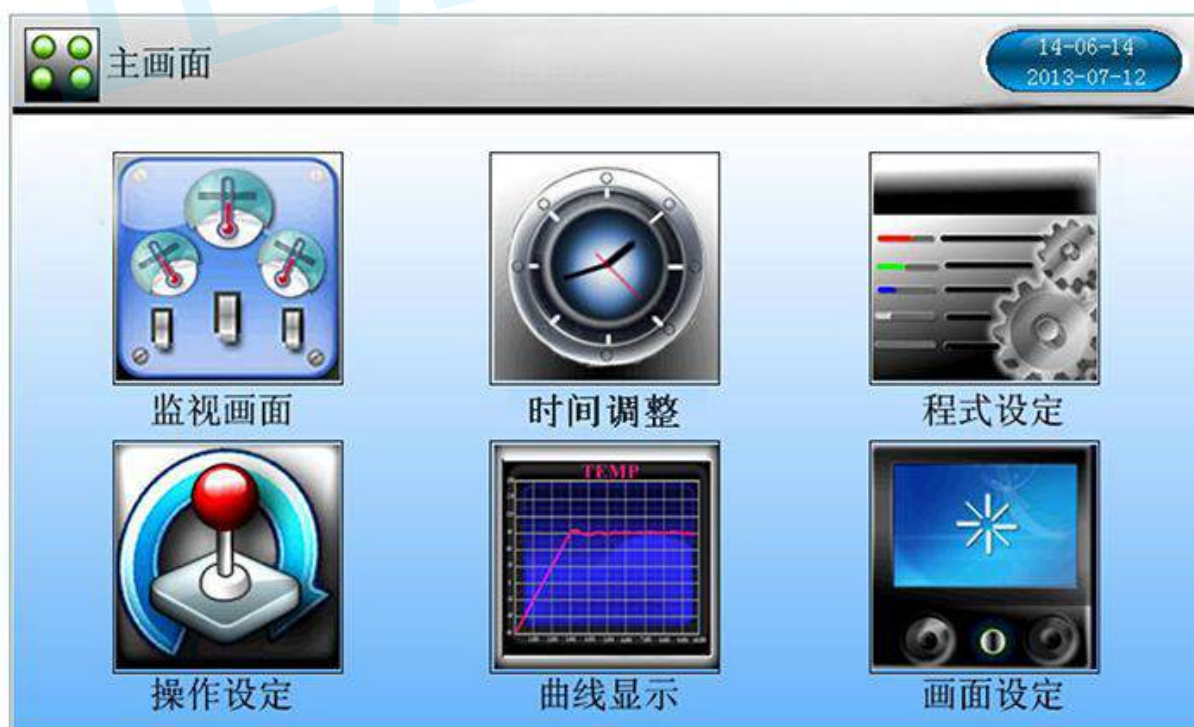 主画面
14-06-14
2013-07-12
监视画面
时间调整
程式设定
TEMP
操作设定
曲线显示
画面设定